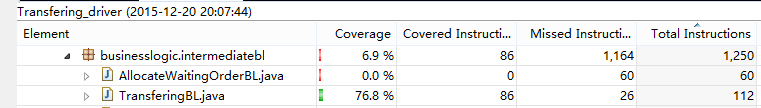 Transfering_driver (2015-12-20 20:07:44)
Element Coverage Covered Instructi... Missed Instructio... Total Instructions
businesslogic.intermediatebl 6.9 % 86 1,164 1,250
AllocateWaitingOrderBL.java 0.0 % 0 60 60
TransferingBL.java 76.8 % 86 26 112